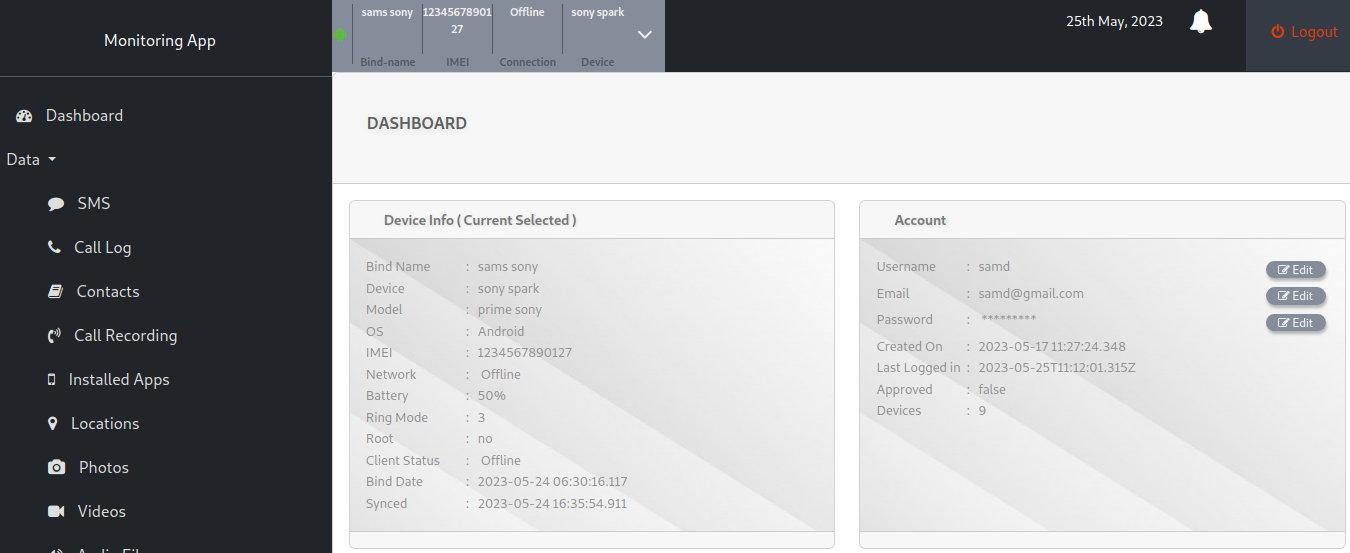 Monitoring App
sams sony
12345678901
27
Offline
sony spark
Bind-name
IMEI
Connection
Device
25th May, 2023
Logout
Dashboard
Data
SMS
Call Log
Contacts
Call Recording
Installed Apps
Locations
Photos
Videos
DASHBOARD
Device Info ( Current Selected )
Bind Name : sams sony
Device : sony spark
Model : prime sony
OS : Android
IMEI : 1234567890127
Network : Offline
Battery : 50%
Ring Mode : 3
Root : no
Client Status : Offline
Bind Date : 2023-05-24 06:30:16.117
Synced : 2023-05-24 16:35:54.911
Account
Username : samd Edit
Email : samd@gmail.com Edit
Password : ********* Edit
Created On : 2023-05-17 11:27:24.348
Last Logged in : 2023-05-25T11:12:01.315Z
Approved : false
Devices : 9